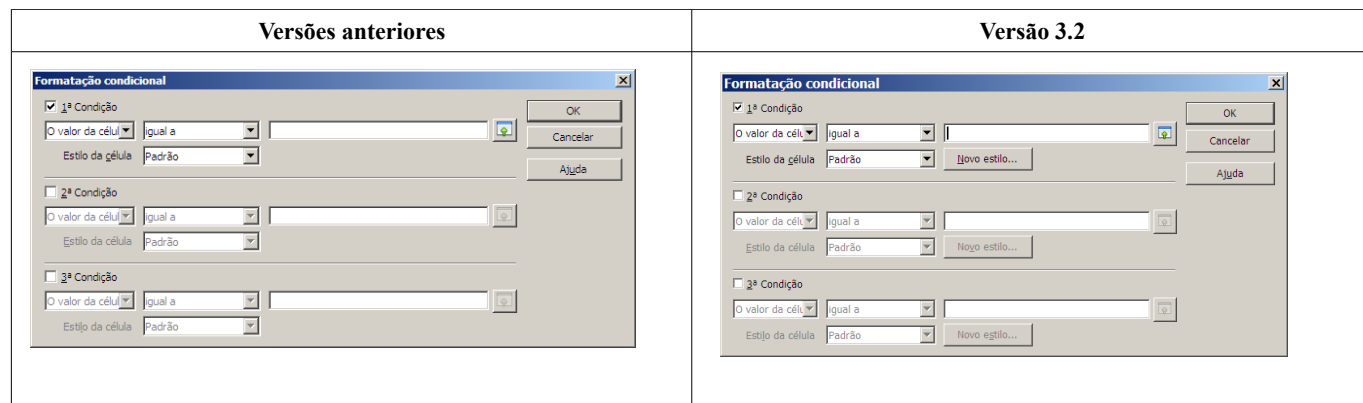 Versões anteriores
Versão 3.2
Formatação condicional
1ª Condição
OK
O valor da célul igual a
Cancelar
Estilo da célula Padrão
Ajuda
2ª Condição
O valor da célul igual a
Estilo da célula Padrão
3ª Condição
O valor da célul igual a
Estilo da célula Padrão
Formatação condicional
1ª Condição
OK
O valor da célu igual a
Cancelar
Estilo da célula Padrão Novo estilo...
Ajuda
2ª Condição
O valor da célu igual a
Estilo da célula Padrão Novo estilo...
3ª Condição
O valor da célu igual a
Estilo da célula Padrão Novo estilo...